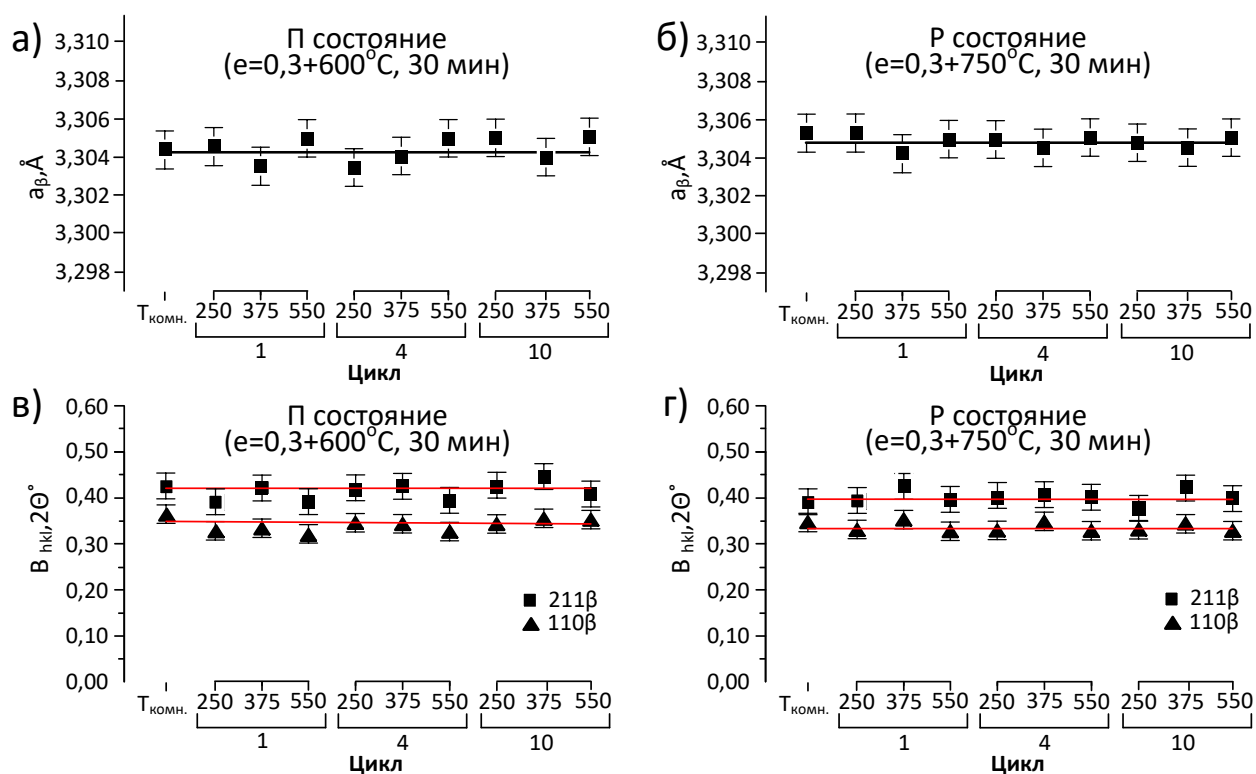 а)
П состояние
(e=0,3+600°C, 30 мин)
3,310
3,308
3,306
3,304
3,302
3,300
3,298
aβ,Å
Tкомн.
250 375 550 250 375 550 250 375 550
1 4 10
Цикл
б)
Р состояние
(e=0,3+750°C, 30 мин)
3,310
3,308
3,306
3,304
3,302
3,300
3,298
aβ,Å
Tкомн.
250 375 550 250 375 550 250 375 550
1 4 10
Цикл
в)
П состояние
(e=0,3+600°C, 30 мин)
0,60
0,50
0,40
0,30
0,20
0,10
0,00
B hkl,2Θ°
211β
110β
Tкомн.
250 375 550 250 375 550 250 375 550
1 4 10
Цикл
г)
Р состояние
(e=0,3+750°C, 30 мин)
0,60
0,50
0,40
0,30
0,20
0,10
0,00
B hkl,2Θ°
211β
110β
Tкомн.
250 375 550 250 375 550 250 375 550
1 4 10
Цикл